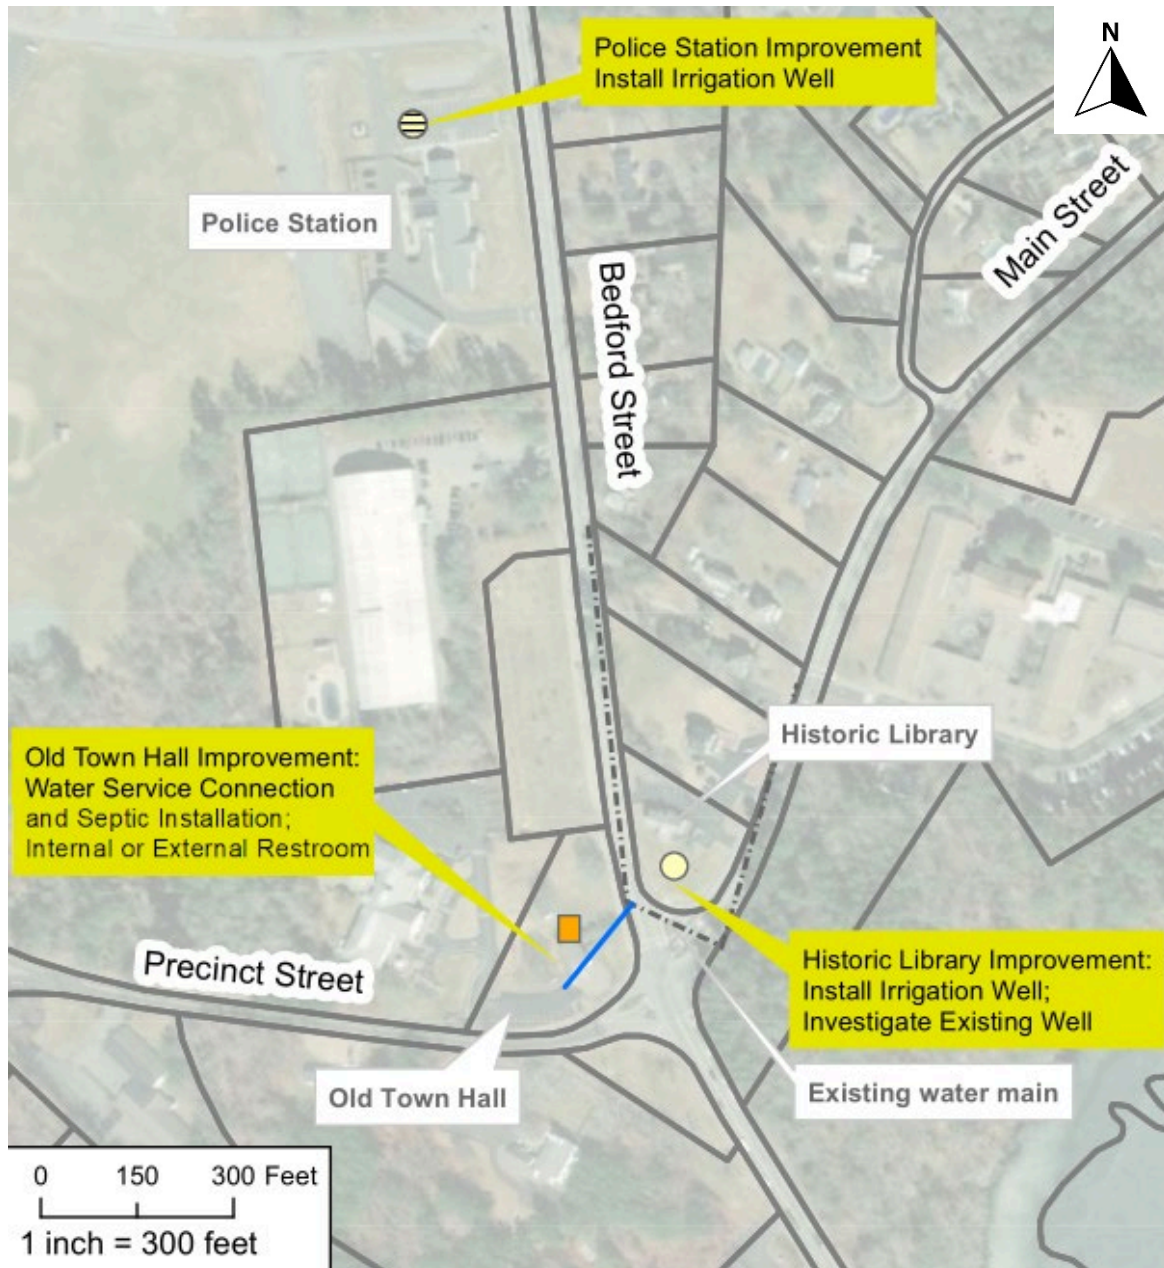 N
Police Station Improvement
Install Irrigation Well
Main Street
Police Station
Bedford Street
Historic Library
Old Town Hall Improvement:
Water Service Connection
and Septic Installation;
Internal or External Restroom
Precinct Street
Historic Library Improvement:
Install Irrigation Well;
Investigate Existing Well
Existing water main
Old Town Hall
0 150 300 Feet
1 inch = 300 feet